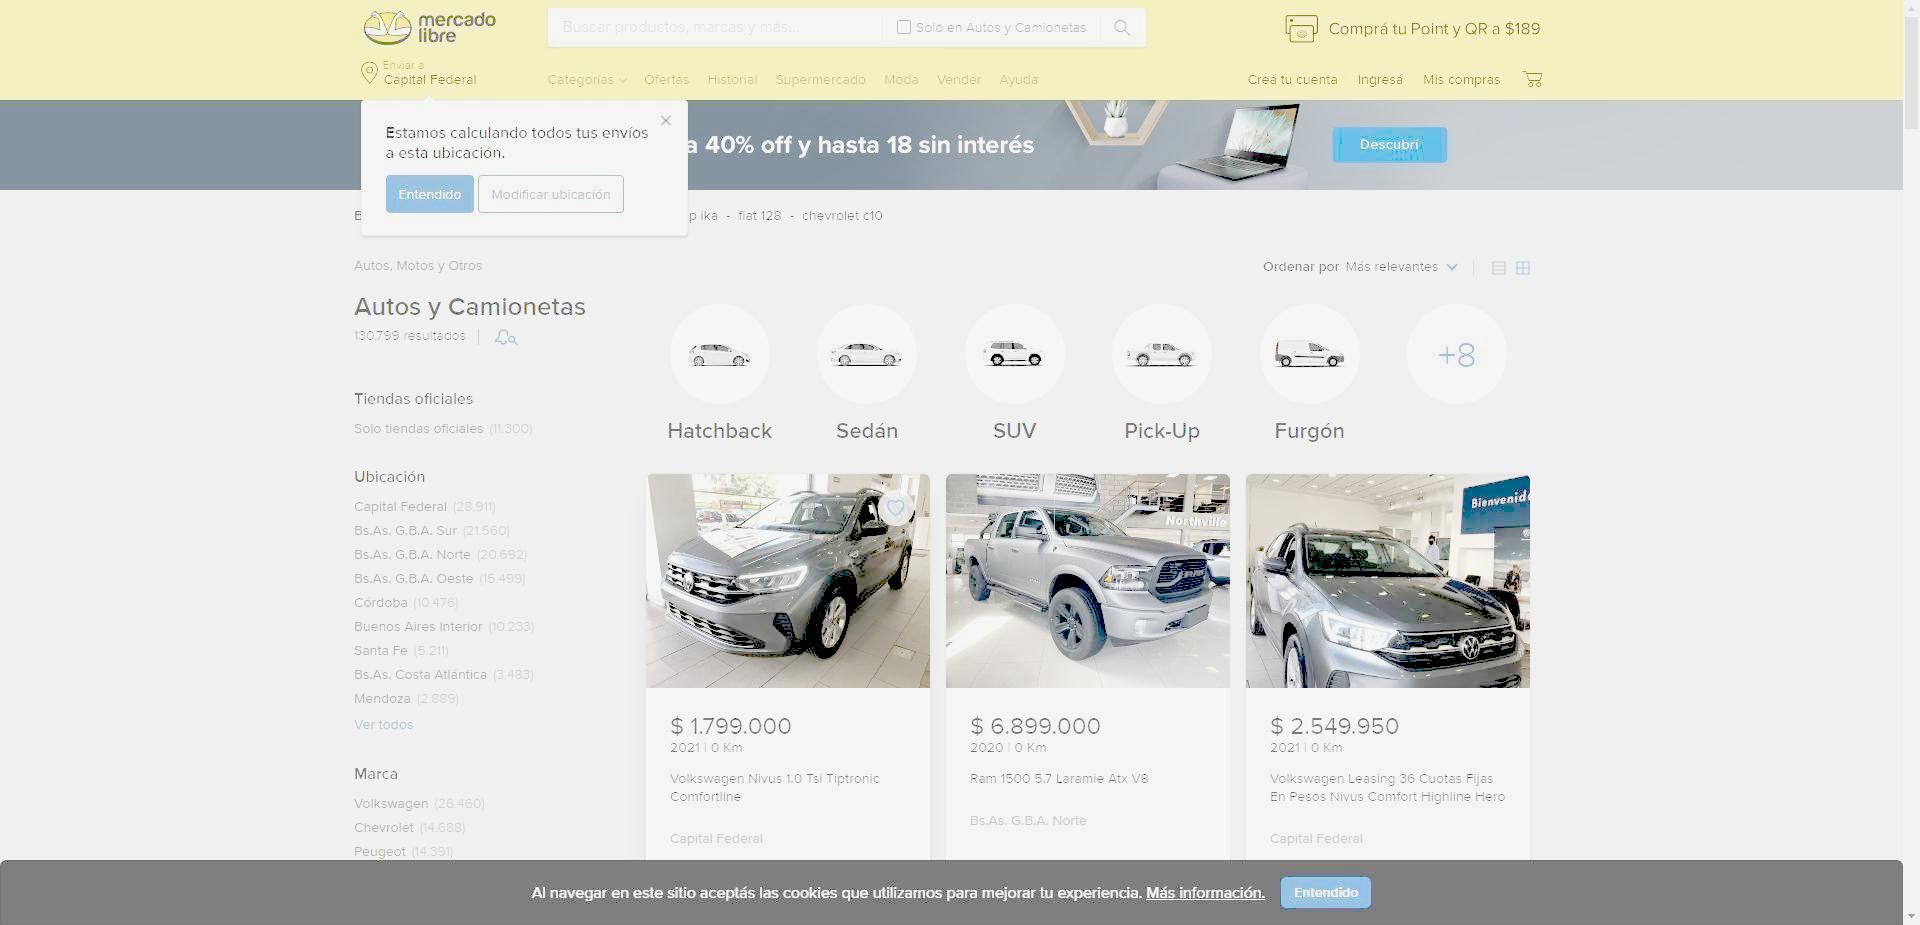 mercado
libre
Buscar productos, marcas y más...
Solo en Autos y Camionetas
Comprá tu Point y QR a $189
Enviar a
Capital Federal
Categorías
Ofertas
Historial
Supermercado
Moda
Vender
Ayuda
Creá tu cuenta
Ingresá
Mis compras
Estamos calculando todos tus envíos
a esta ubicación.
Entendido
Modificar ubicación
a 40% off y hasta 18 sin interés
Descubrí
p ika - fiat 128 - chevrolet c10
Autos, Motos y Otros
Ordenar por Más relevantes
Autos y Camionetas
130.799 resultados
+8
Hatchback
Sedán
SUV
Pick-Up
Furgón
Tiendas oficiales
Solo tiendas oficiales (11.300)
Ubicación
Capital Federal (28.911)
Bs.As. G.B.A. Sur (21.560)
Bs.As. G.B.A. Norte (20.692)
Bs.As. G.B.A. Oeste (15.499)
Córdoba (10.476)
Buenos Aires Interior (10.233)
Santa Fe (5.211)
Bs.As. Costa Atlántica (3.483)
Mendoza (2.889)
Ver todos
Marca
Volkswagen (26.460)
Chevrolet (14.688)
Peugeot (14.391)
$ 1.799.000
2021 | 0 Km
Volkswagen Nivus 1.0 Tsi Tiptronic
Comfortline
Capital Federal
Northville
$ 6.899.000
2020 | 0 Km
Ram 1500 5.7 Laramie Atx V8
Bs.As. G.B.A. Norte
Bienvenido
$ 2.549.950
2021 | 0 Km
Volkswagen Leasing 36 Cuotas Fijas
En Pesos Nivus Comfort Highline Hero
Capital Federal
Al navegar en este sitio aceptás las cookies que utilizamos para mejorar tu experiencia. Más información.
Entendido